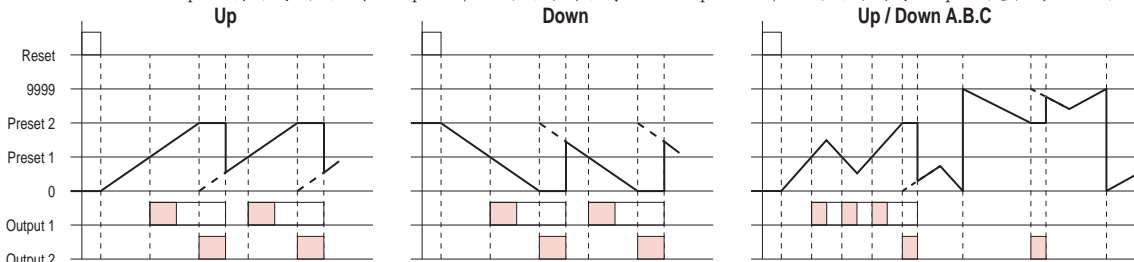 Up
Down
Up / Down A.B.C
Reset
9999
Preset 2
Preset 1
0
Output 1
Output 2